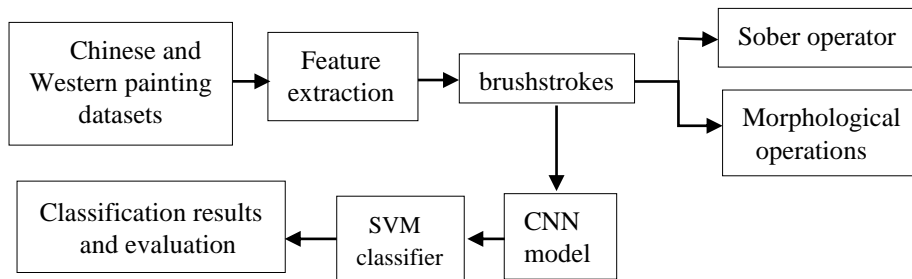 Chinese and
Western painting
datasets
Feature
extraction
brushstrokes
Sober operator
Morphological
operations
CNN
model
SVM
classifier
Classification results
and evaluation